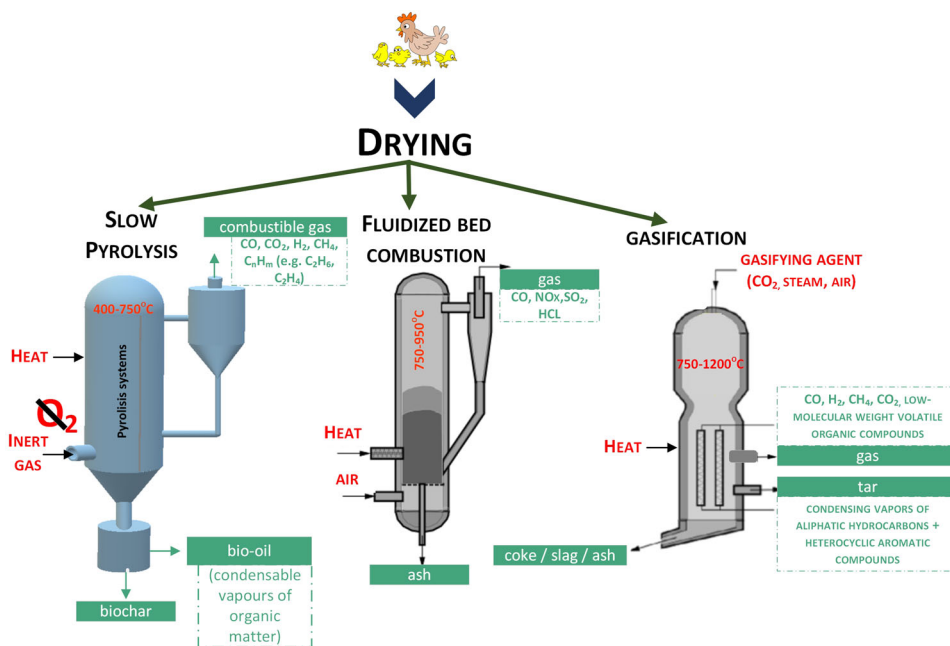 DRYING
SLOW
PYROLYSIS
combustible gas
CO, CO₂, H₂, CH₄,
CₙHₘ (e.g. C₂H₆,
C₂H₄)
400-750°C
Pyrolisis systems
HEAT
O₂
INERT
GAS
bio-oil
(condensable
vapours of
organic
matter)
biochar
FLUIDIZED BED
COMBUSTION
gas
CO, NOx,SO₂,
HCL
750-950°C
HEAT
AIR
ash
GASIFICATION
GASIFYING AGENT
(CO₂, STEAM, AIR)
750-1200°C
HEAT
CO, H₂, CH₄, CO₂, LOW-
MOLECULAR WEIGHT VOLATILE
ORGANIC COMPOUNDS
gas
tar
CONDENSING VAPORS OF
ALIPHATIC HYDROCARBONS +
HETEROCYCLIC AROMATIC
COMPOUNDS
coke / slag / ash